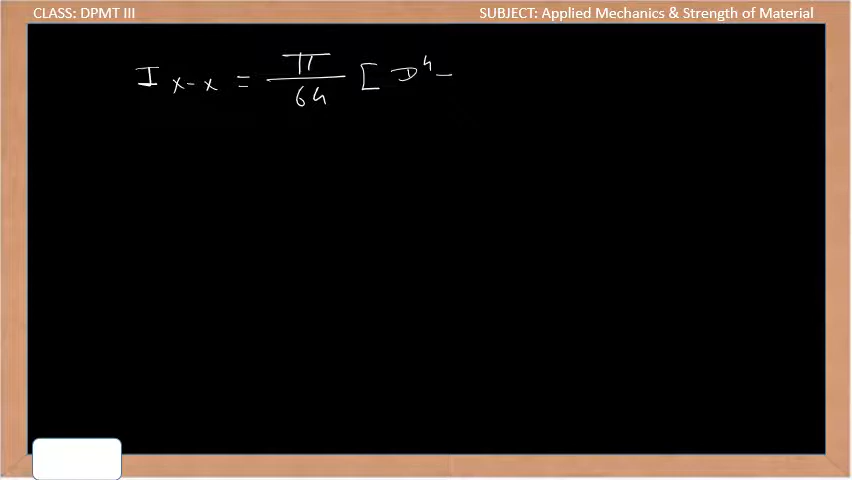 CLASS: DPMT III
SUBJECT: Applied Mechanics & Strength of Material
I x-x = π/64 [ D⁴ -